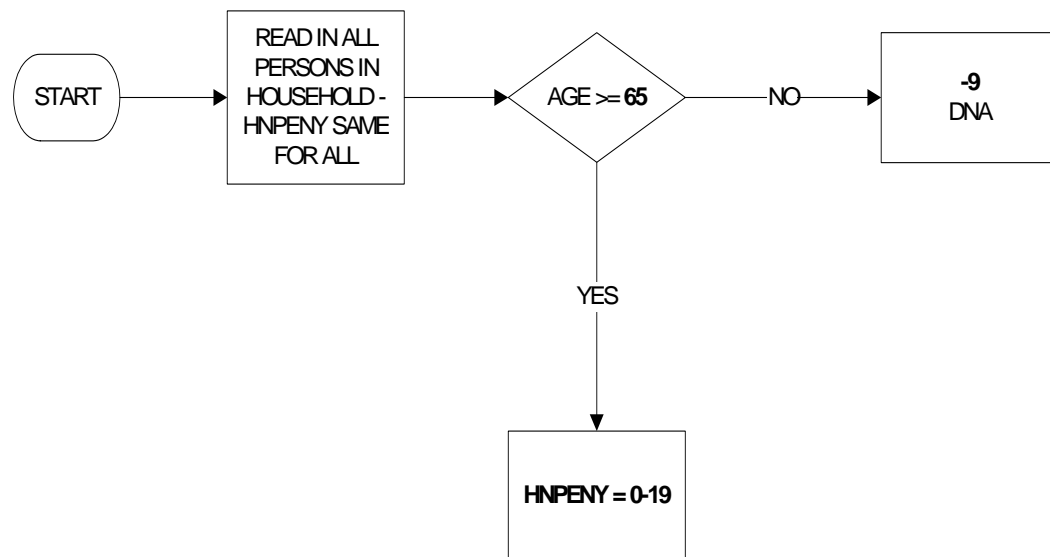 START
READ IN ALL
PERSONS IN
HOUSEHOLD -
HNPENY SAME
FOR ALL
AGE >= 65
NO
-9
DNA
YES
HNPENY = 0-19